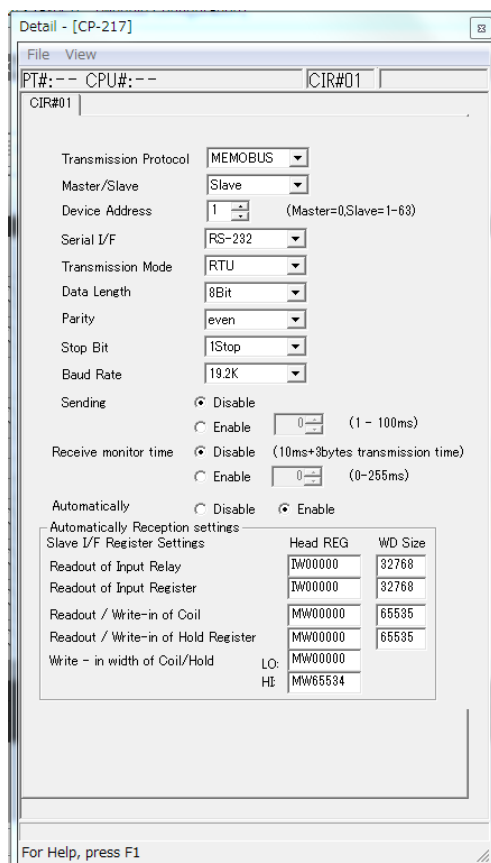 Detail - [CP-217]
File View
PT#:-- CPU#:-- CIR#01
CIR#01
Transmission Protocol MEMOBUS
Master/Slave Slave
Device Address 1 (Master=0,Slave=1-63)
Serial I/F RS-232
Transmission Mode RTU
Data Length 8Bit
Parity even
Stop Bit 1Stop
Baud Rate 19.2K
Sending Disable
Enable 0 (1 - 100ms)
Receive monitor time Disable (10ms+3bytes transmission time)
Enable 0 (0-255ms)
Automatically Disable Enable
Automatically Reception settings
Slave I/F Register Settings Head REG WD Size
Readout of Input Relay IW00000 32768
Readout of Input Register IW00000 32768
Readout / Write-in of Coil MW00000 65535
Readout / Write-in of Hold Register MW00000 65535
Write - in width of Coil/Hold LO: MW00000
HI: MW65534
For Help, press F1